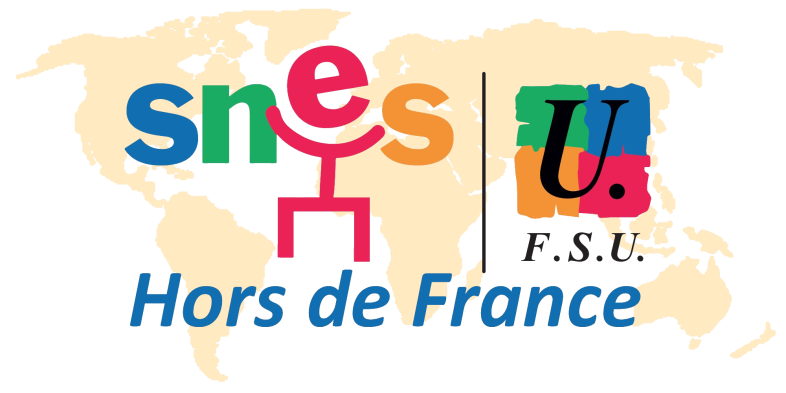 snes
U.
F.S.U.
Hors de France